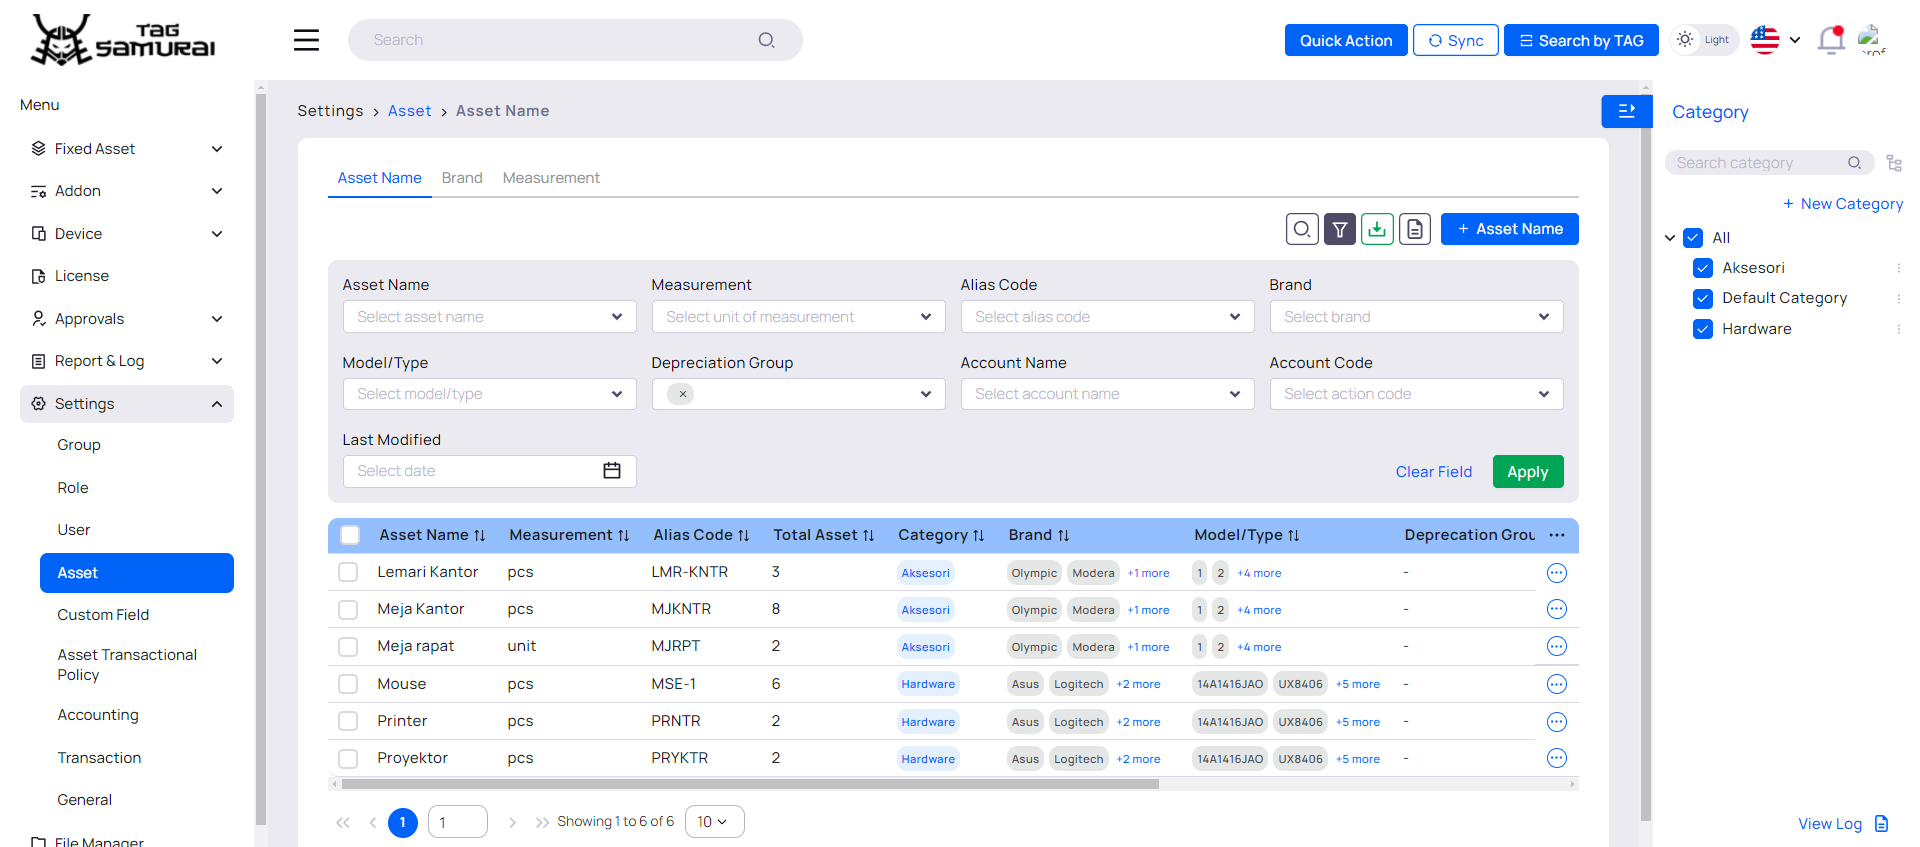 TAG SAMURAI
Search
Quick Action
Sync
Search by TAG
Light
prof
Menu
Fixed Asset
Addon
Device
License
Approvals
Report & Log
Settings
Group
Role
User
Asset
Custom Field
Asset Transactional
Policy
Accounting
Transaction
General
File Manager
Settings > Asset > Asset Name
Asset Name Brand Measurement
+ Asset Name
Asset Name Measurement Alias Code Brand
Select asset name Select unit of measurement Select alias code Select brand
Model/Type Depreciation Group Account Name Account Code
Select model/type × Select account name Select action code
Last Modified
Select date
Clear Field Apply
Asset Name Measurement Alias Code Total Asset Category Brand Model/Type Deprecation Grou ...
Lemari Kantor pcs LMR-KNTR 3 Aksesori Olympic Modera +1 more 1 2 +4 more -
Meja Kantor pcs MJKNTR 8 Aksesori Olympic Modera +1 more 1 2 +4 more -
Meja rapat unit MJRPT 2 Aksesori Olympic Modera +1 more 1 2 +4 more -
Mouse pcs MSE-1 6 Hardware Asus Logitech +2 more 14A1416JAO UX8406 +5 more -
Printer pcs PRNTR 2 Hardware Asus Logitech +2 more 14A1416JAO UX8406 +5 more -
Proyektor pcs PRYKTR 2 Hardware Asus Logitech +2 more 14A1416JAO UX8406 +5 more -
1 1 Showing 1 to 6 of 6 10
Category
Search category
+ New Category
All
Aksesori
Default Category
Hardware
View Log